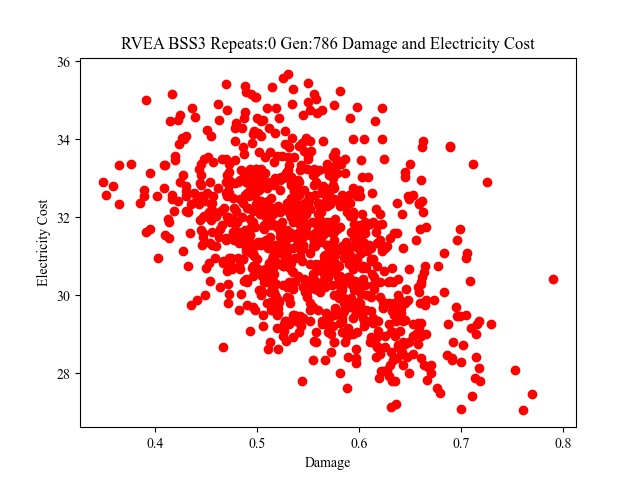 RVEA BSS3 Repeats:0 Gen:786 Damage and Electricity Cost
36
34
32
30
28
Electricity Cost
0.4 0.5 0.6 0.7 0.8
Damage